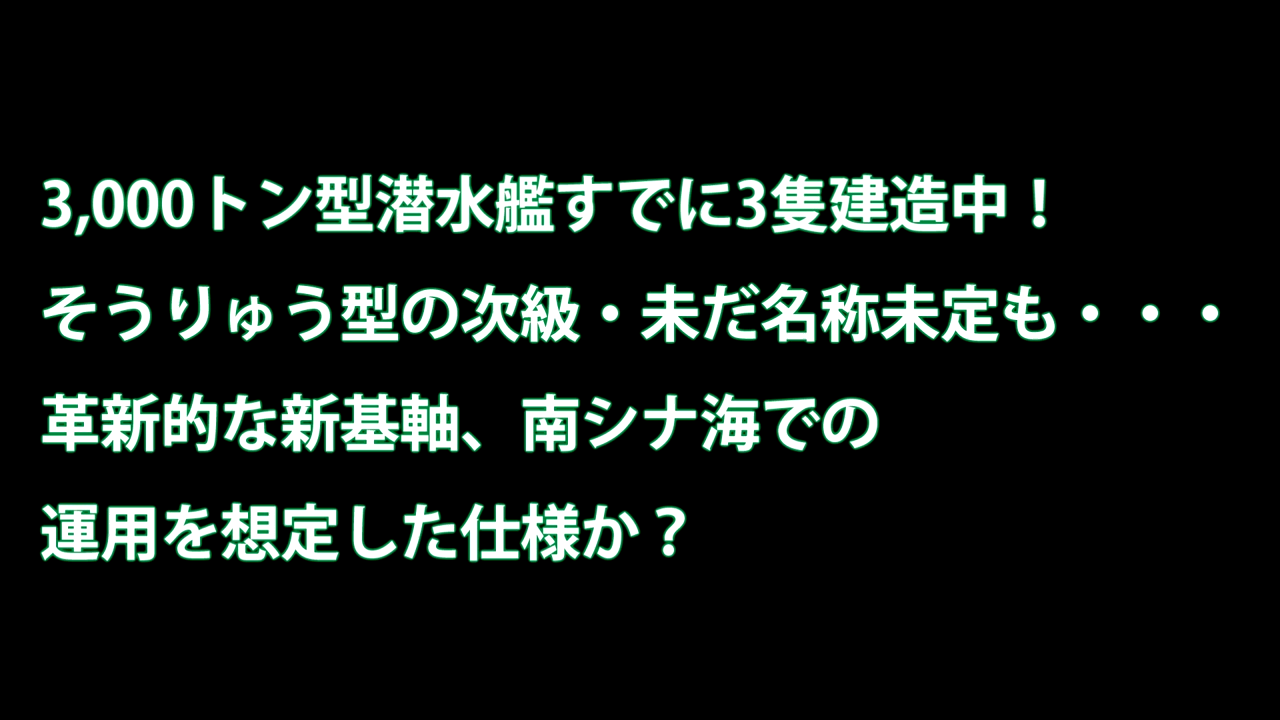 3,000トン型潜水艦すでに3隻建造中！
そうりゅう型の次級・未だ名称未定も・・・
革新的な新基軸、南シナ海での
運用を想定した仕様か？